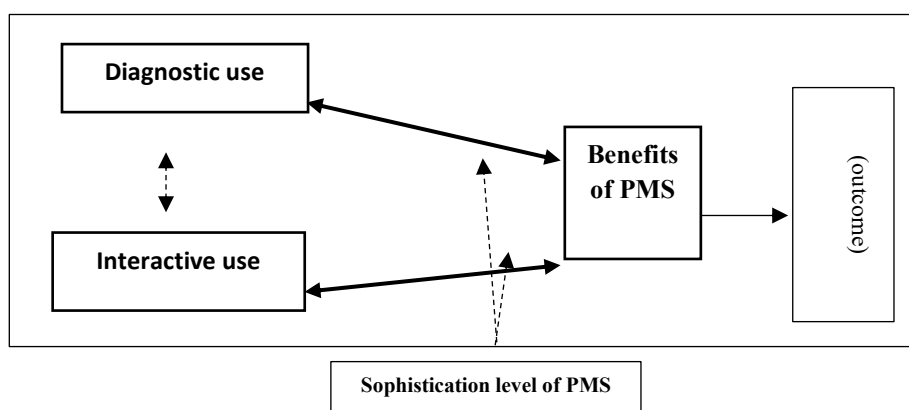 Diagnostic use
Interactive use
Benefits
of PMS
(outcome)
Sophistication level of PMS